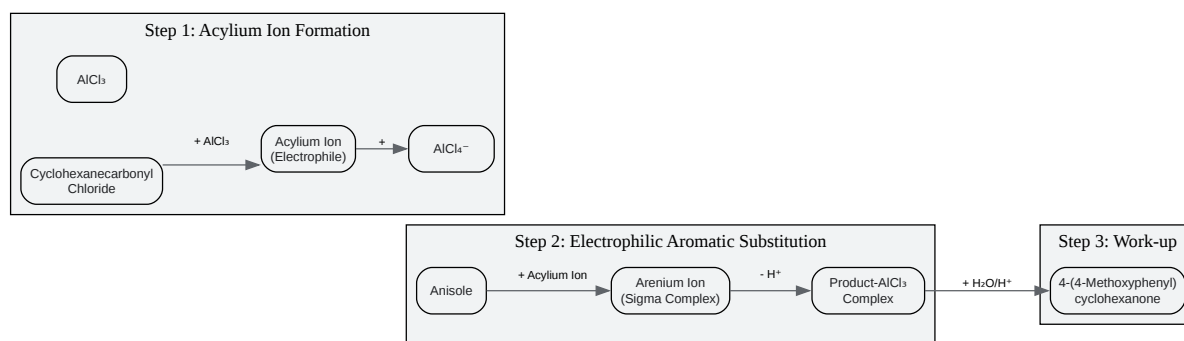 Step 1: Acylium Ion Formation
AlCl₃
Cyclohexanecarbonyl
Chloride
+ AlCl₃
Acylium Ion
(Electrophile)
+
AlCl₄⁻
Step 2: Electrophilic Aromatic Substitution
Anisole
+ Acylium Ion
Arenium Ion
(Sigma Complex)
- H⁺
Product-AlCl₃
Complex
+ H₂O/H⁺
Step 3: Work-up
4-(4-Methoxyphenyl)
cyclohexanone